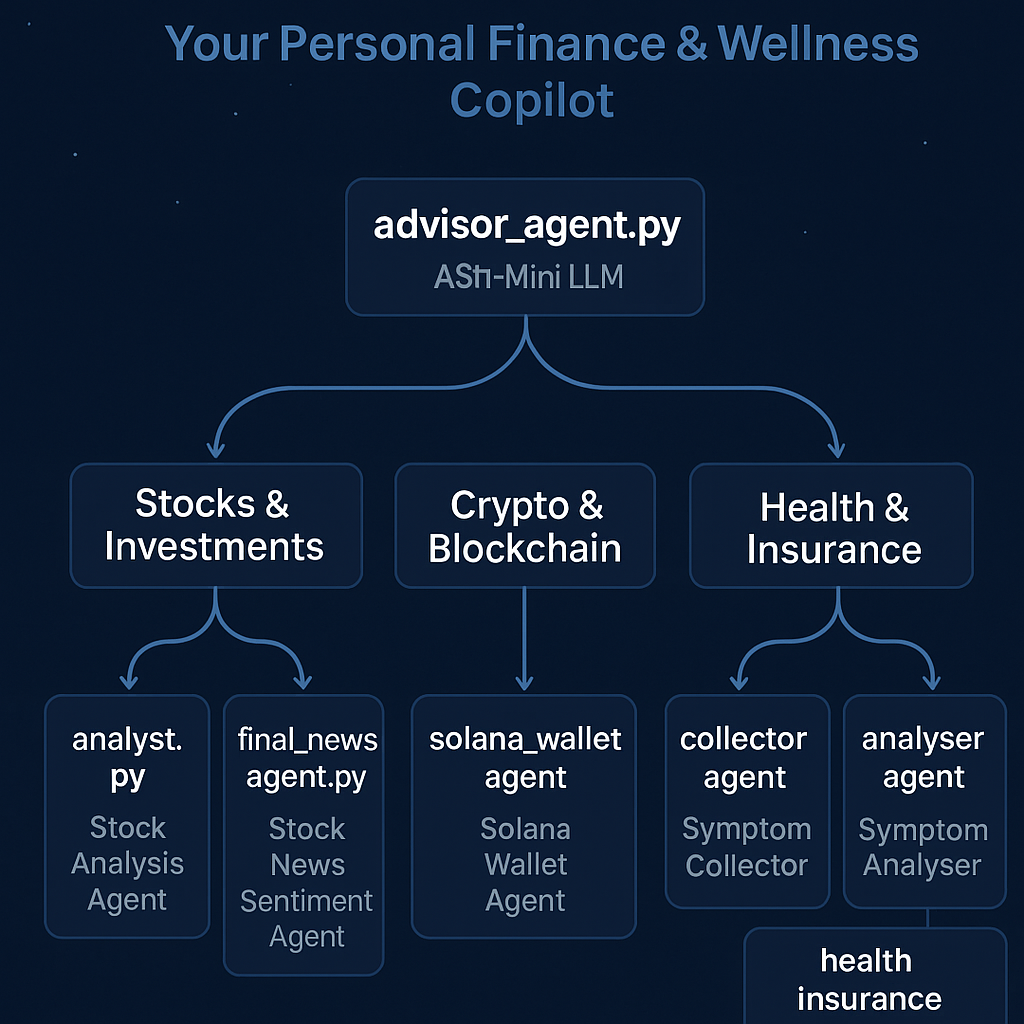 Your Personal Finance & Wellness
Copilot
advisor_agent.py
-Mini LLM
Stocks &
Investments
Crypto &
Blockchain
Health &
Insurance
analyst.
py
Stock
Analysis
Agent
final_news
agent.py
Stock
News
Sentiment
Agent
solana_wallet
agent
Solana
Wallet
Agent
collector
agent
Symptom
Collector
analyser
agent
Symptom
Analyser
health
insurance